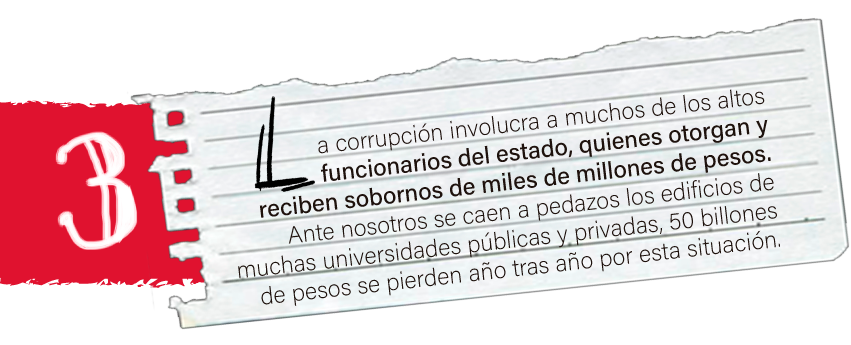 3
La corrupción involucra a muchos de los altos
funcionarios del estado, quienes otorgan y
reciben sobornos de miles de millones de pesos.
Ante nosotros se caen a pedazos los edificios de
muchas universidades públicas y privadas, 50 billones
de pesos se pierden año tras año por esta situación.